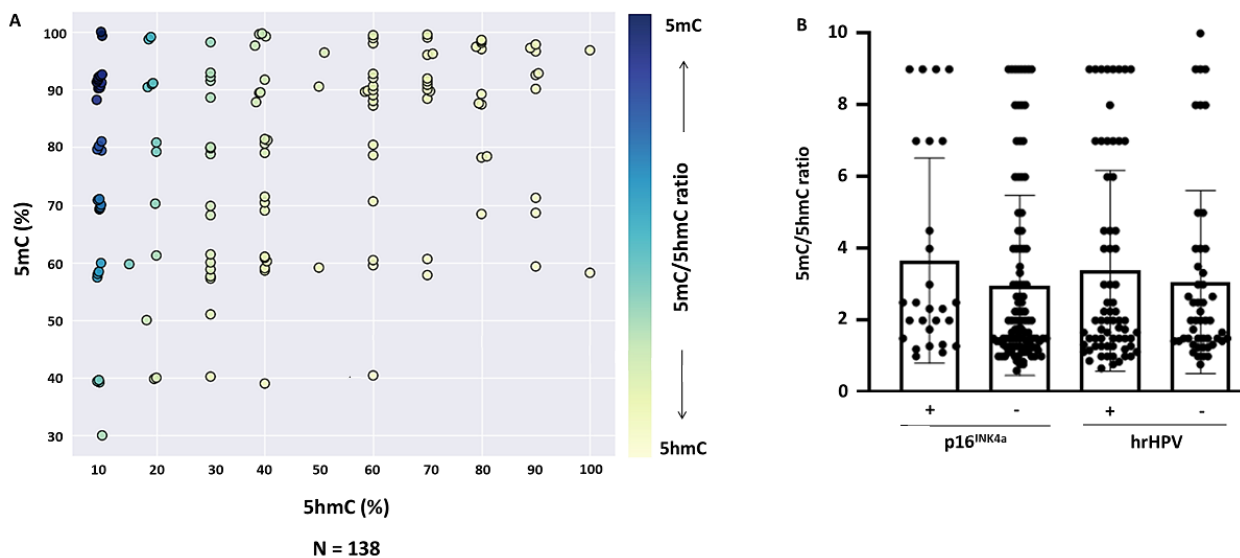 A
100
90
80
70
60
50
40
30
5mC (%)
10 20 30 40 50 60 70 80 90 100
5hmC (%)
N = 138
5mC
5mC/5hmC ratio
5hmC
B
10
8
6
4
2
0
5mC/5hmC ratio
+ - + -
p16INK4a hrHPV